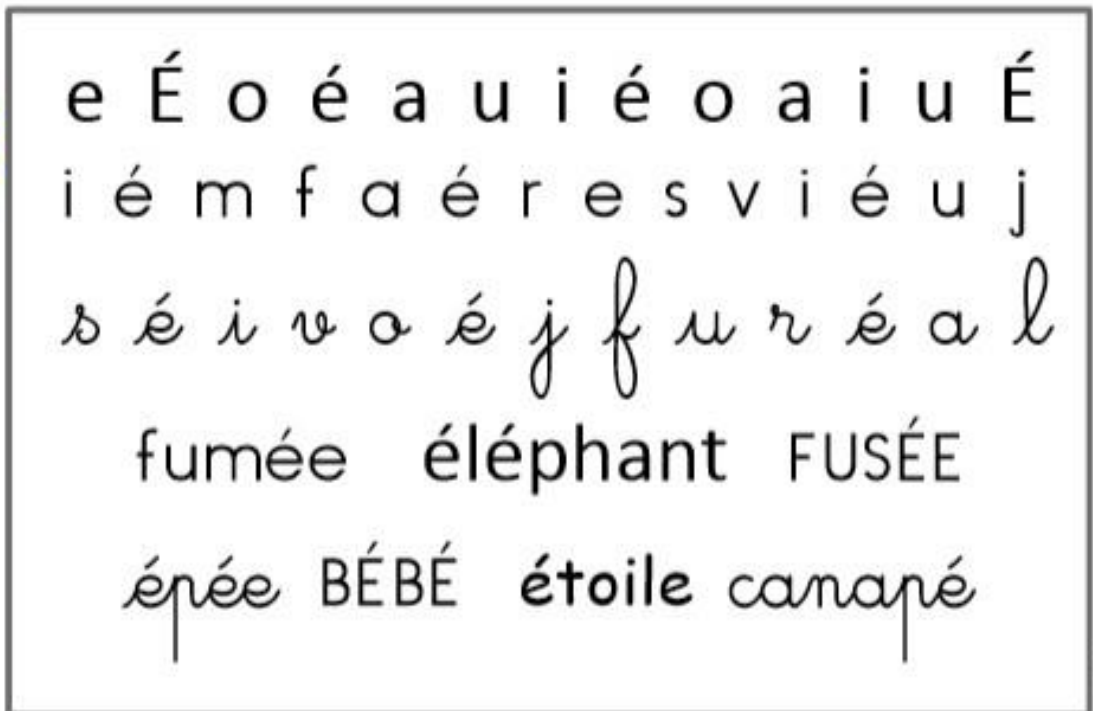 e É o é a u i é o a i u É
i é m f a é r e s v i é u j
s é i v o é j f u r é a l
fumée éléphant FUSÉE
épée BÉBÉ étoile canapé